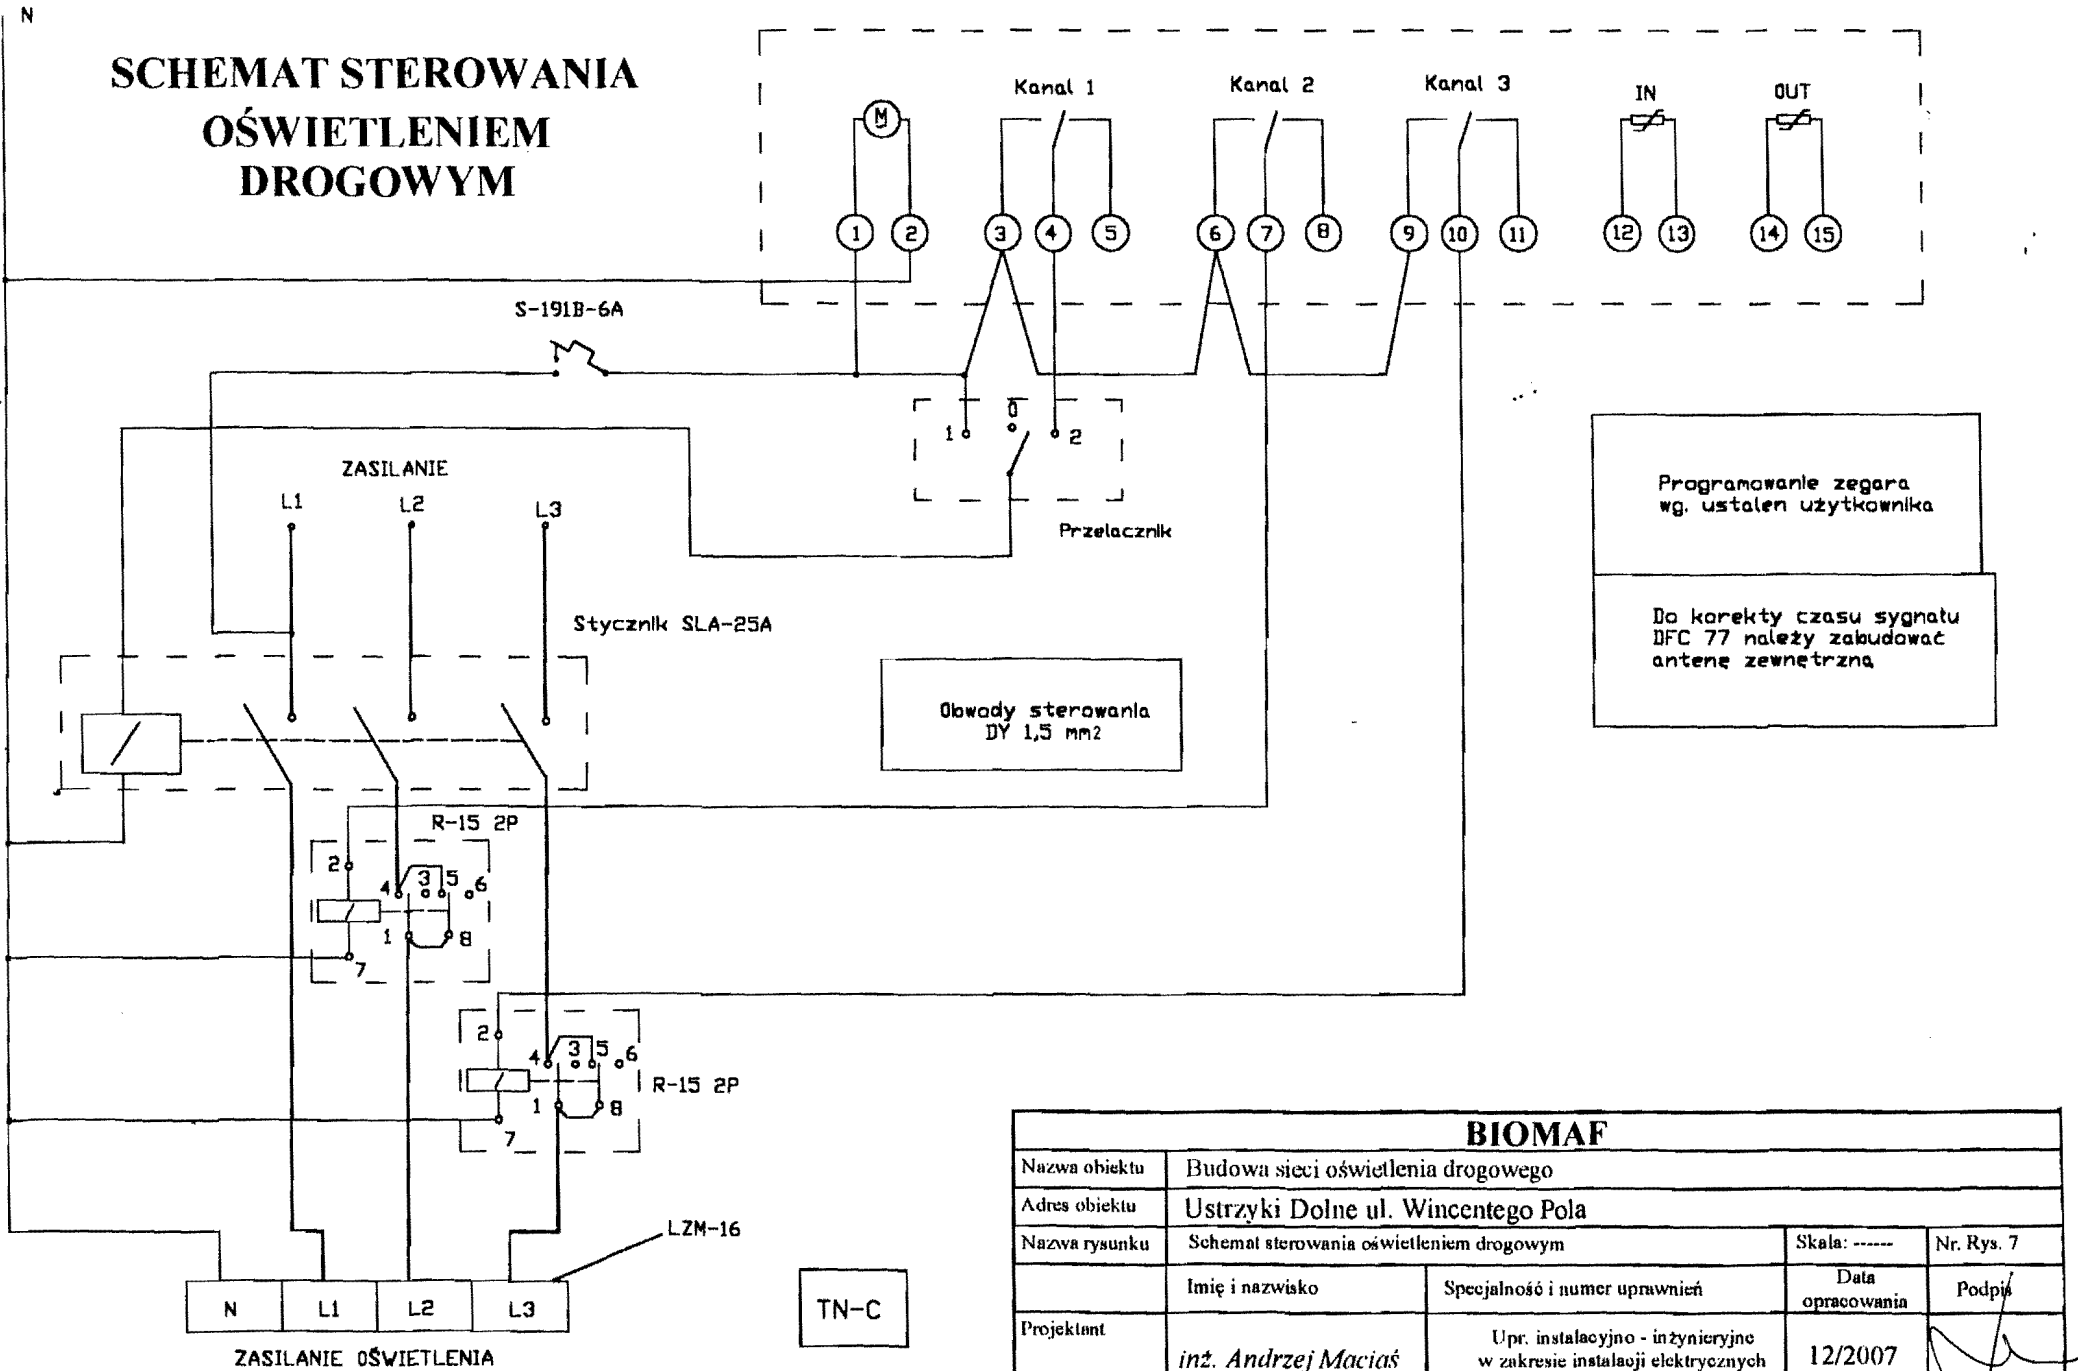 N
SCHEMAT STEROWANIA
OŚWIETLENIEM
DROGOWYM
Kanal 1
Kanal 2
Kanal 3
IN
OUT
M
1 2 3 4 5 6 7 8 9 10 11 12 13 14 15
S-191B-6A
1 0 2
Przelacznik
ZASILANIE
L1 L2 L3
Stycznik SLA-25A
Programowanie zegara
wg. ustalen użytkownika
Do korekty czasu sygnału
DFC 77 należy zabudować
antenę zewnętrzną
Obwody sterowania
DY 1,5 mm2
R-15 2P
2
4 3 5 6
1 8
7
2
4 3 5 6
R-15 2P
1 8
7
LZM-16
N L1 L2 L3
ZASILANIE OŚWIETLENIA
TN-C
BIOMAF
Nazwa obiektu Budowa sieci oświetlenia drogowego
Adres obiektu Ustrzyki Dolne ul. Wincentego Pola
Nazwa rysunku Schemat sterowania oświetleniem drogowym Skala: ------ Nr. Rys. 7
Imię i nazwisko Specjalność i numer uprawnień Data
opracowania Podpis
Projektant
inż. Andrzej Maciaś
Upr. instalacyjno - inżynieryjne
w zakresie instalacji elektrycznych
12/2007